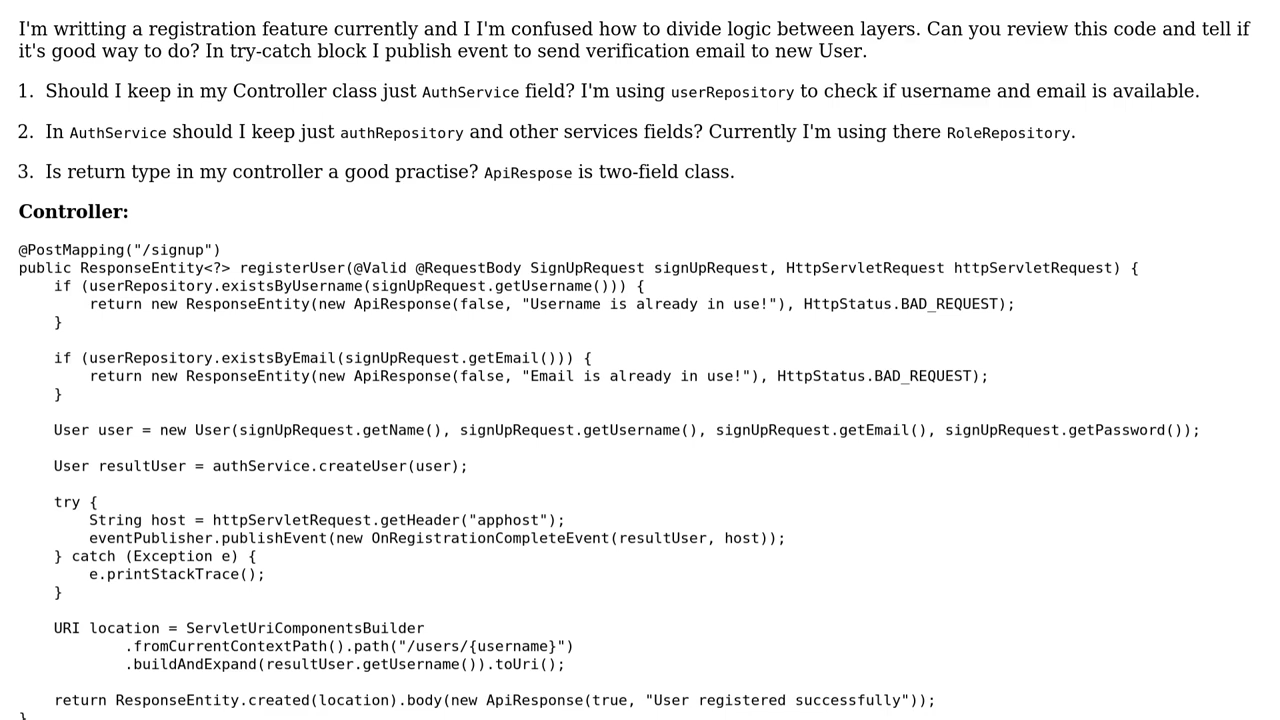 I'm writting a registration feature currently and I I'm confused how to divide logic between layers. Can you review this code and tell if
it's good way to do? In try-catch block I publish event to send verification email to new User.
1. Should I keep in my Controller class just AuthService field? I'm using userRepository to check if username and email is available.
2. In AuthService should I keep just authRepository and other services fields? Currently I'm using there RoleRepository.
3. Is return type in my controller a good practise? ApiRespose is two-field class.
Controller:
@PostMapping("/signup")
public ResponseEntity<?> registerUser(@Valid @RequestBody SignUpRequest signUpRequest, HttpServletRequest httpServletRequest) {
    if (userRepository.existsByUsername(signUpRequest.getUsername())) {
        return new ResponseEntity(new ApiResponse(false, "Username is already in use!"), HttpStatus.BAD_REQUEST);
    }
    if (userRepository.existsByEmail(signUpRequest.getEmail())) {
        return new ResponseEntity(new ApiResponse(false, "Email is already in use!"), HttpStatus.BAD_REQUEST);
    }
    User user = new User(signUpRequest.getName(), signUpRequest.getUsername(), signUpRequest.getEmail(), signUpRequest.getPassword());
    User resultUser = authService.createUser(user);
    try {
        String host = httpServletRequest.getHeader("apphost");
        eventPublisher.publishEvent(new OnRegistrationCompleteEvent(resultUser, host));
    } catch (Exception e) {
        e.printStackTrace();
    }
    URI location = ServletUriComponentsBuilder
            .fromCurrentContextPath().path("/users/{username}")
            .buildAndExpand(resultUser.getUsername()).toUri();
    return ResponseEntity.created(location).body(new ApiResponse(true, "User registered successfully"));
}